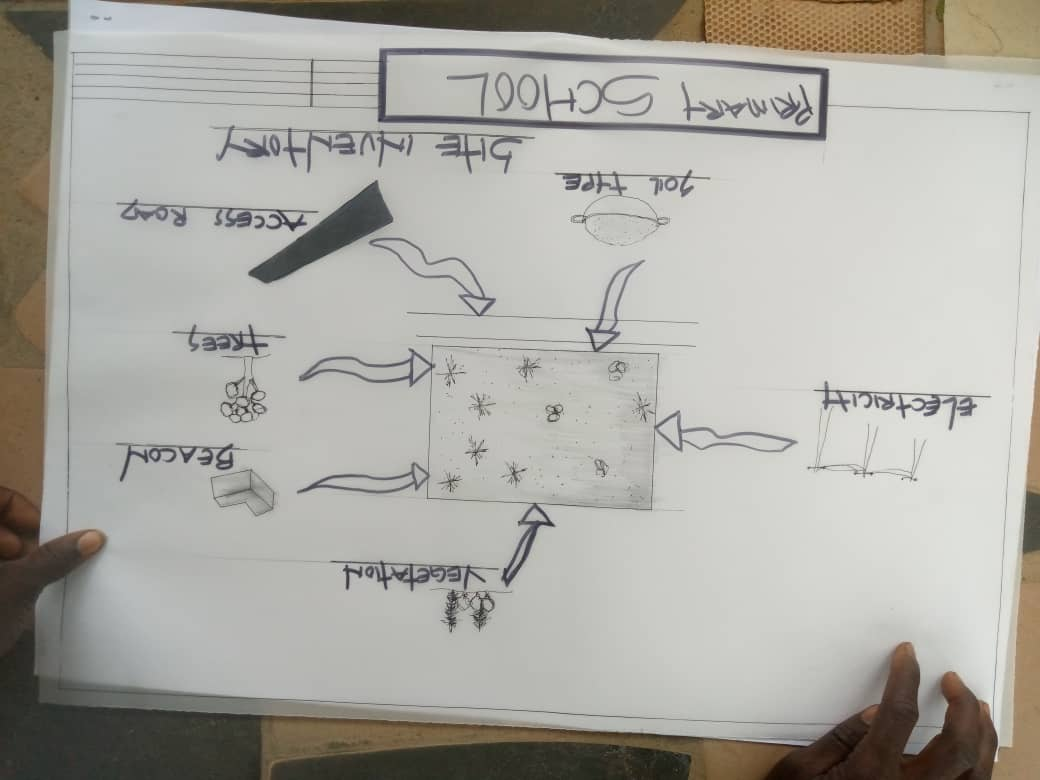 VEGETATION
BEACON
ELECTRICITY
TREES
ACCESS ROAD
SOIL TYPE
SITE INVENTORY
PRIMARY SCHOOL